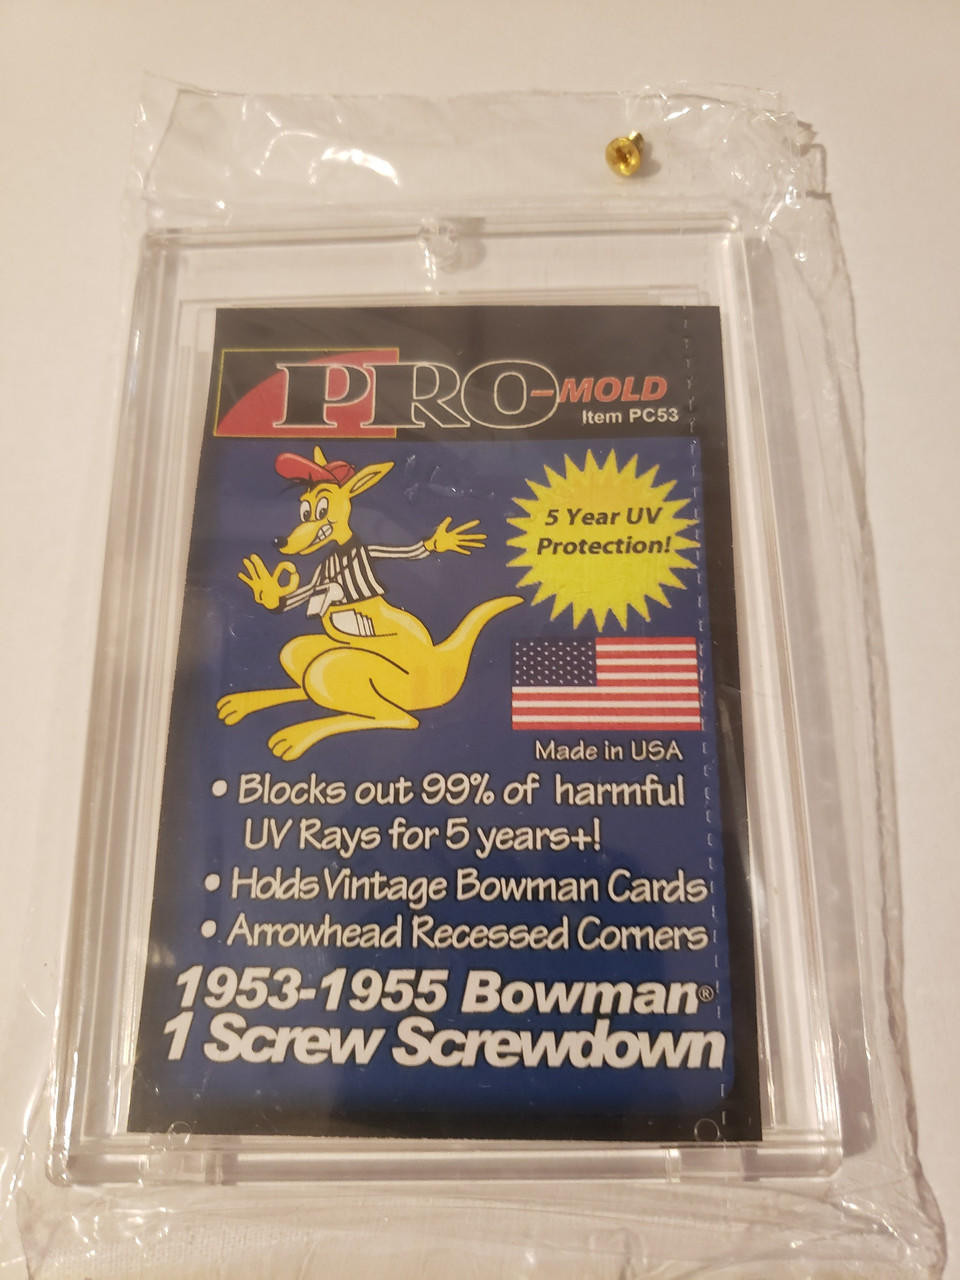 PRO-MOLD
Item PC53
5 Year UV
Protection!
Made in USA
• Blocks out 99% of harmful
UV Rays for 5 years+!
• Holds Vintage Bowman Cards
• Arrowhead Recessed Corners
1953-1955 Bowman®
1 Screw Screwdown